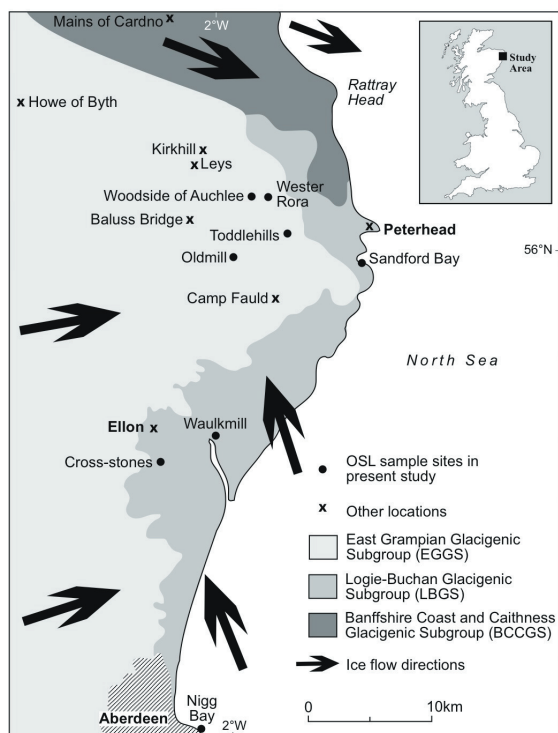 Mains of Cardno
2°W
Rattray
Head
Study
Area
Howe of Byth
Kirkhill
Leys
Woodside of Auchlee
Wester
Rora
Baluss Bridge
Peterhead
Toddlehills
56°N
Oldmill
Sandford Bay
Camp Fauld
North Sea
Ellon
Waulkmill
Cross-stones
OSL sample sites in
present study
Other locations
East Grampian Glacigenic
Subgroup (EGGS)
Logie-Buchan Glacigenic
Subgroup (LBGS)
Banffshire Coast and Caithness
Glacigenic Subgroup (BCCGS)
Ice flow directions
Nigg
Bay
Aberdeen
2°W
0 10km